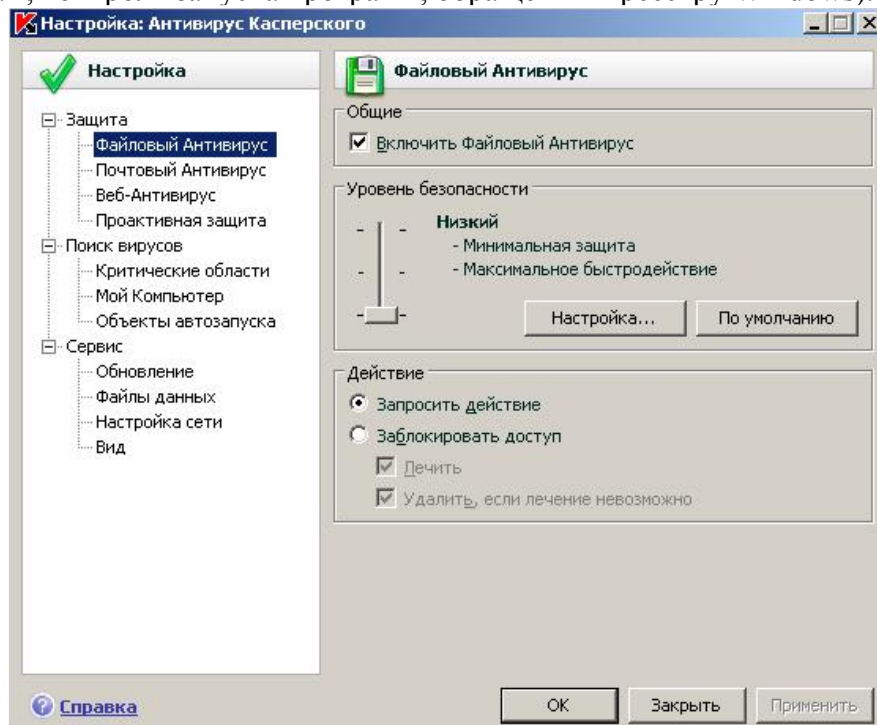 Настройка: Антивирус Касперского
Настройка
Файловый Антивирус
Защита
Файловый Антивирус
Почтовый Антивирус
Веб-Антивирус
Проактивная защита
Поиск вирусов
Критические области
Мой Компьютер
Объекты автозапуска
Сервис
Обновление
Файлы данных
Настройка сети
Вид
Общие
Включить Файловый Антивирус
Уровень безопасности
Низкий
- Минимальная защита
- Максимальное быстродействие
Настройка...
По умолчанию
Действие
Запросить действие
Заблокировать доступ
Лечить
Удалить, если лечение невозможно
Справка
ОК
Закрыть
Применить